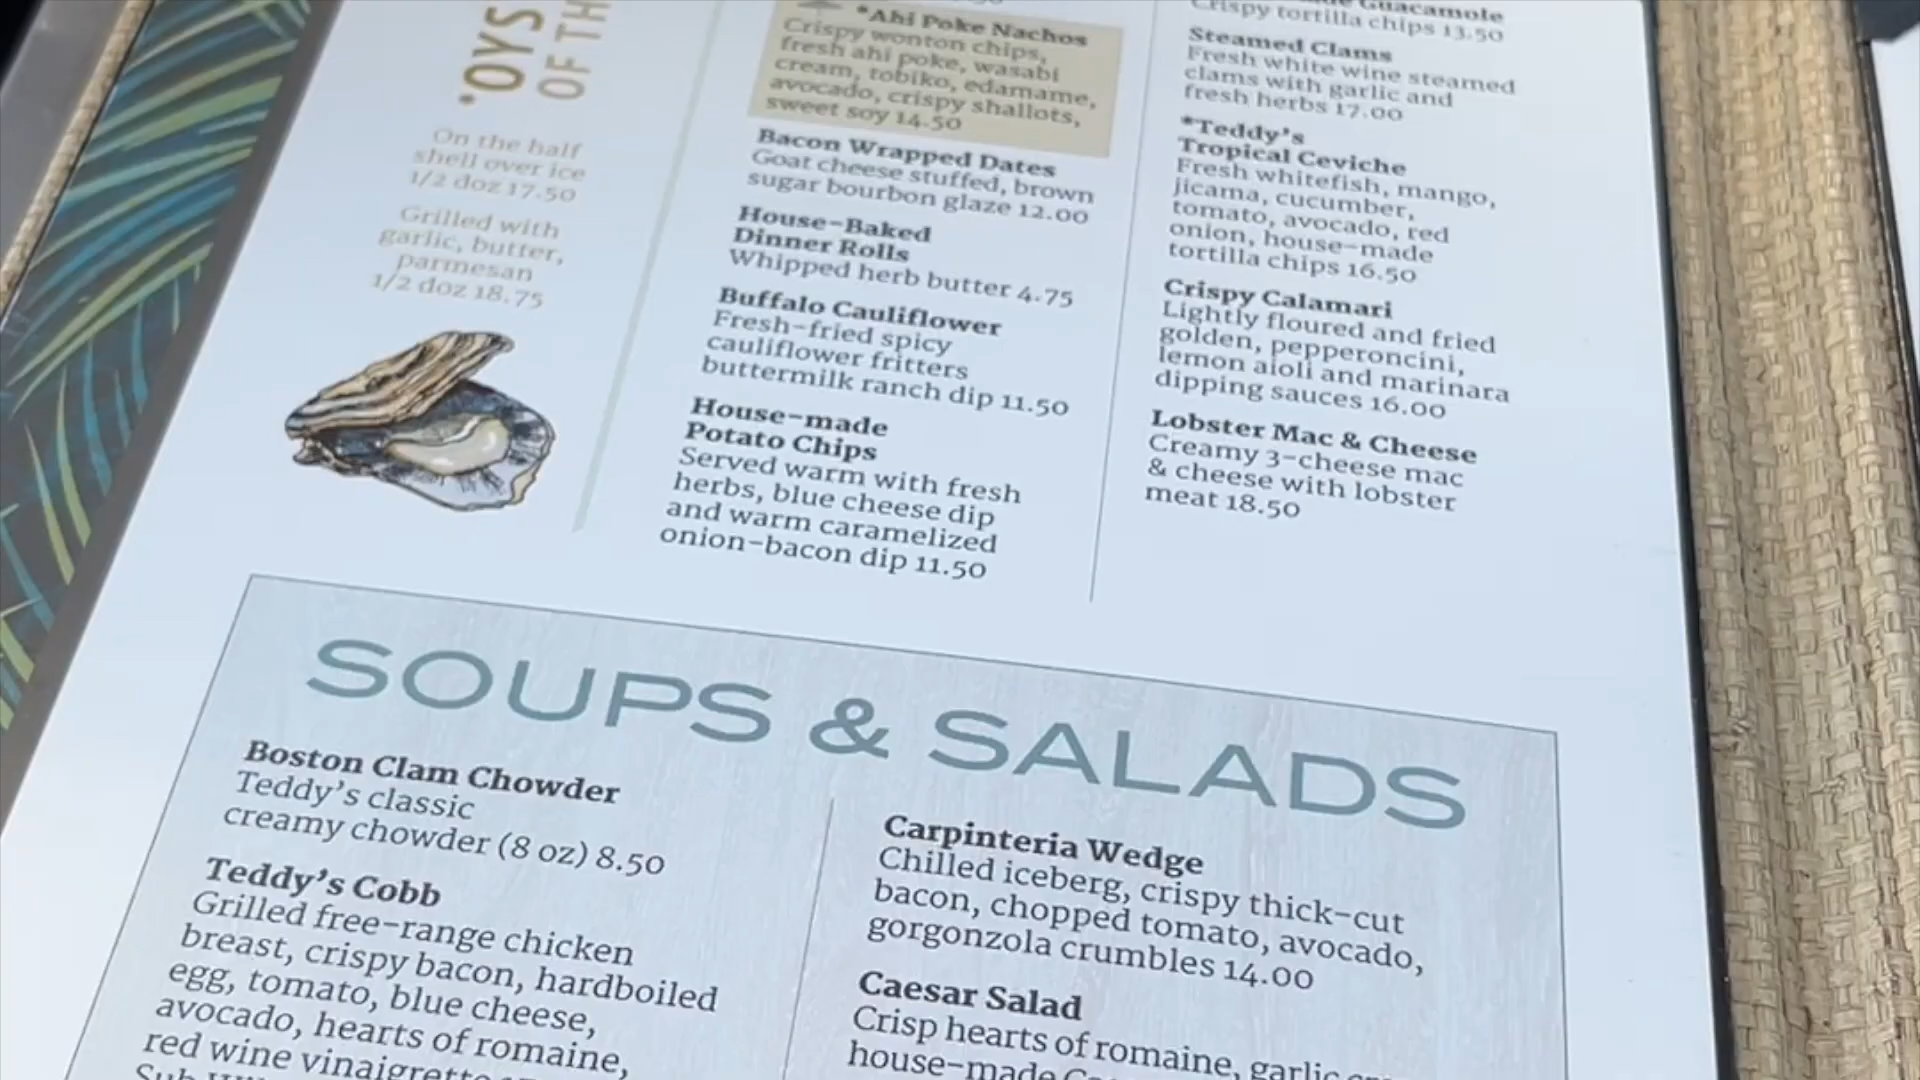 *OYS
OF TH
On the half
shell over ice
1/2 doz 17.50
Grilled with
garlic, butter,
parmesan
1/2 doz 18.75
*Ahi Poke Nachos
Crispy wonton chips,
fresh ahi poke, wasabi
cream, tobiko, edamame,
avocado, crispy shallots,
sweet soy 14.50
Bacon Wrapped Dates
Goat cheese stuffed, brown
sugar bourbon glaze 12.00
House-Baked
Dinner Rolls
Whipped herb butter 4.75
Buffalo Cauliflower
Fresh-fried spicy
cauliflower fritters
buttermilk ranch dip 11.50
House-made
Potato Chips
Served warm with fresh
herbs, blue cheese dip
and warm caramelized
onion-bacon dip 11.50
Guacamole
Crispy tortilla chips 13.50
Steamed Clams
Fresh white wine steamed
clams with garlic and
fresh herbs 17.00
*Teddy's
Tropical Ceviche
Fresh whitefish, mango,
jicama, cucumber,
tomato, avocado, red
onion, house-made
tortilla chips 16.50
Crispy Calamari
Lightly floured and fried
golden, pepperoncini,
lemon aioli and marinara
dipping sauces 16.00
Lobster Mac & Cheese
Creamy 3-cheese mac
& cheese with lobster
meat 18.50
SOUPS & SALADS
Boston Clam Chowder
Teddy's classic
creamy chowder (8 oz) 8.50
Teddy's Cobb
Grilled free-range chicken
breast, crispy bacon, hardboiled
egg, tomato, blue cheese,
avocado, hearts of romaine,
red wine vinaigrette
Sub
Carpinteria Wedge
Chilled iceberg, crispy thick-cut
bacon, chopped tomato, avocado,
gorgonzola crumbles 14.00
Caesar Salad
Crisp hearts of romaine, garlic
house-made